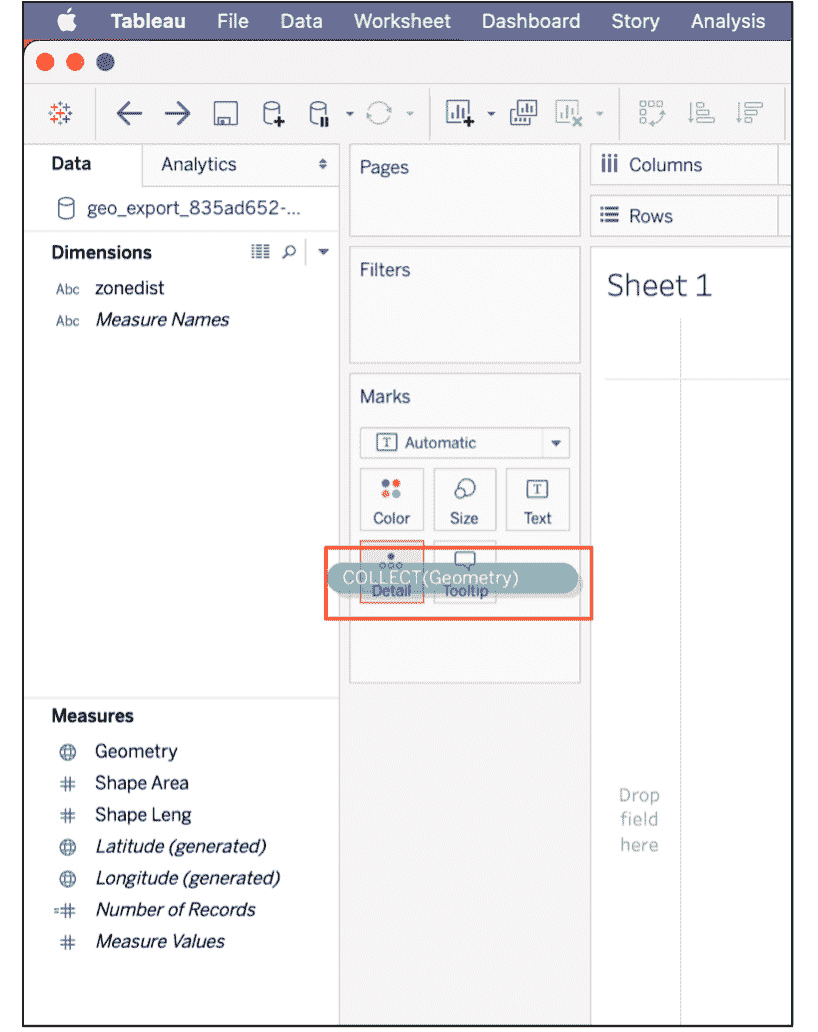 Tableau File Data Worksheet Dashboard Story Analysis
Data Analytics
geo_export_835ad652-...
Dimensions
Abc zonedist
Abc Measure Names
Measures
Geometry
Shape Area
Shape Leng
Latitude (generated)
Longitude (generated)
=# Number of Records
# Measure Values
Pages
Filters
Marks
T Automatic
Color Size Text
COLLECT(Geometry)
Detail Tooltip
Columns
Rows
Sheet 1
Drop
field
here